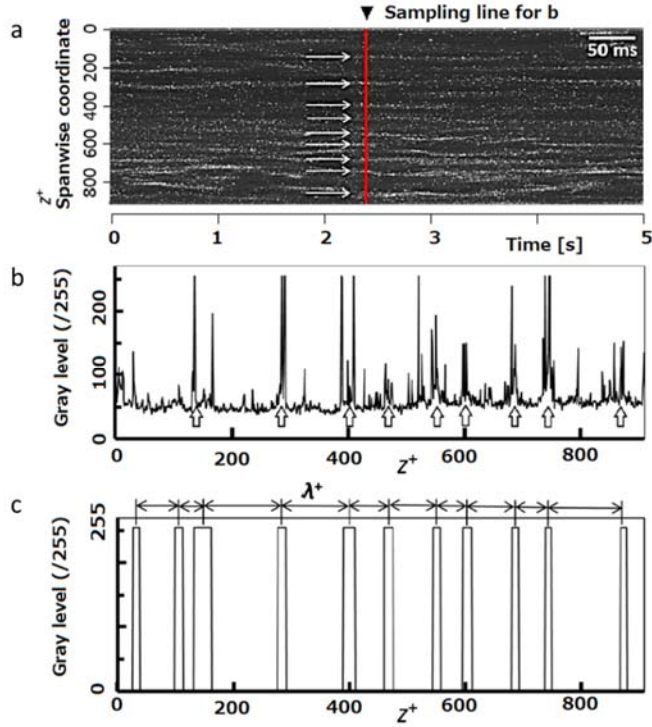 ▼ Sampling line for b
a
50 ms
Z+
Spanwise coordinate
0
200
400
600
800
0 1 2 3 4 5
Time [s]
b
Gray level (/255)
200
100
50
0
0 200 400 600 800
Z+
c
λ+
Gray level (/255)
255
0
0 200 400 600 800
Z+